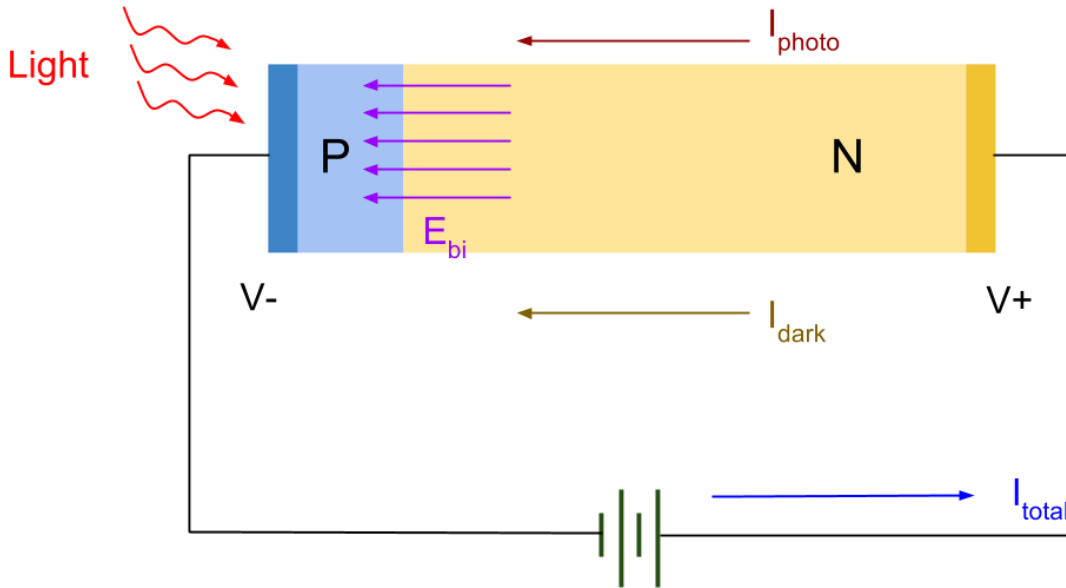 I_photo
Light
P
N
E_bi
V-
V+
I_dark
I_total